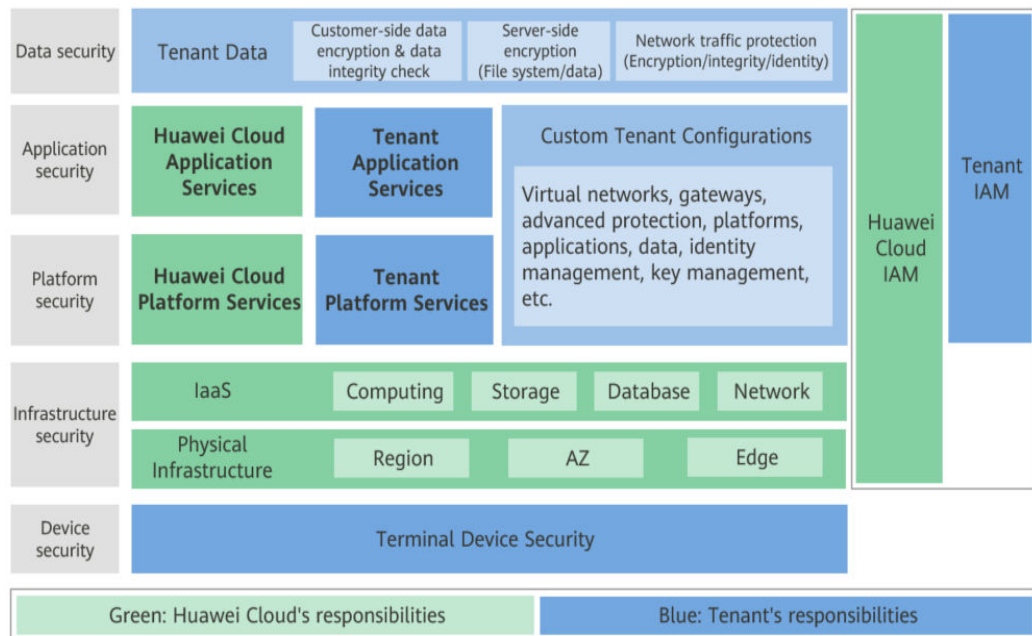 Data security
Tenant Data
Customer-side data
encryption & data
integrity check
Server-side
encryption
(File system/data)
Network traffic protection
(Encryption/integrity/identity)
Application
security
Huawei Cloud
Application
Services
Tenant
Application
Services
Custom Tenant Configurations
Virtual networks, gateways,
advanced protection, platforms,
applications, data, identity
management, key management,
etc.
Platform
security
Huawei Cloud
Platform Services
Tenant
Platform Services
Huawei
Cloud
IAM
Tenant
IAM
Infrastructure
security
IaaS
Computing
Storage
Database
Network
Physical
Infrastructure
Region
AZ
Edge
Device
security
Terminal Device Security
Green: Huawei Cloud's responsibilities
Blue: Tenant's responsibilities